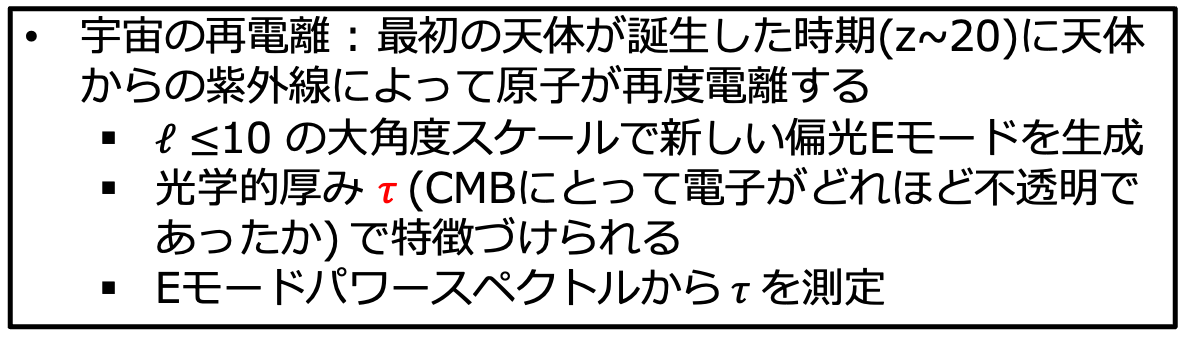 • 宇宙の再電離：最初の天体が誕生した時期(z~20)に天体
からの紫外線によって原子が再度電離する
▪ ℓ ≤10 の大角度スケールで新しい偏光Eモードを生成
▪ 光学的厚み τ (CMBにとって電子がどれほど不透明で
あったか) で特徴づけられる
▪ Eモードパワースペクトルから τ を測定